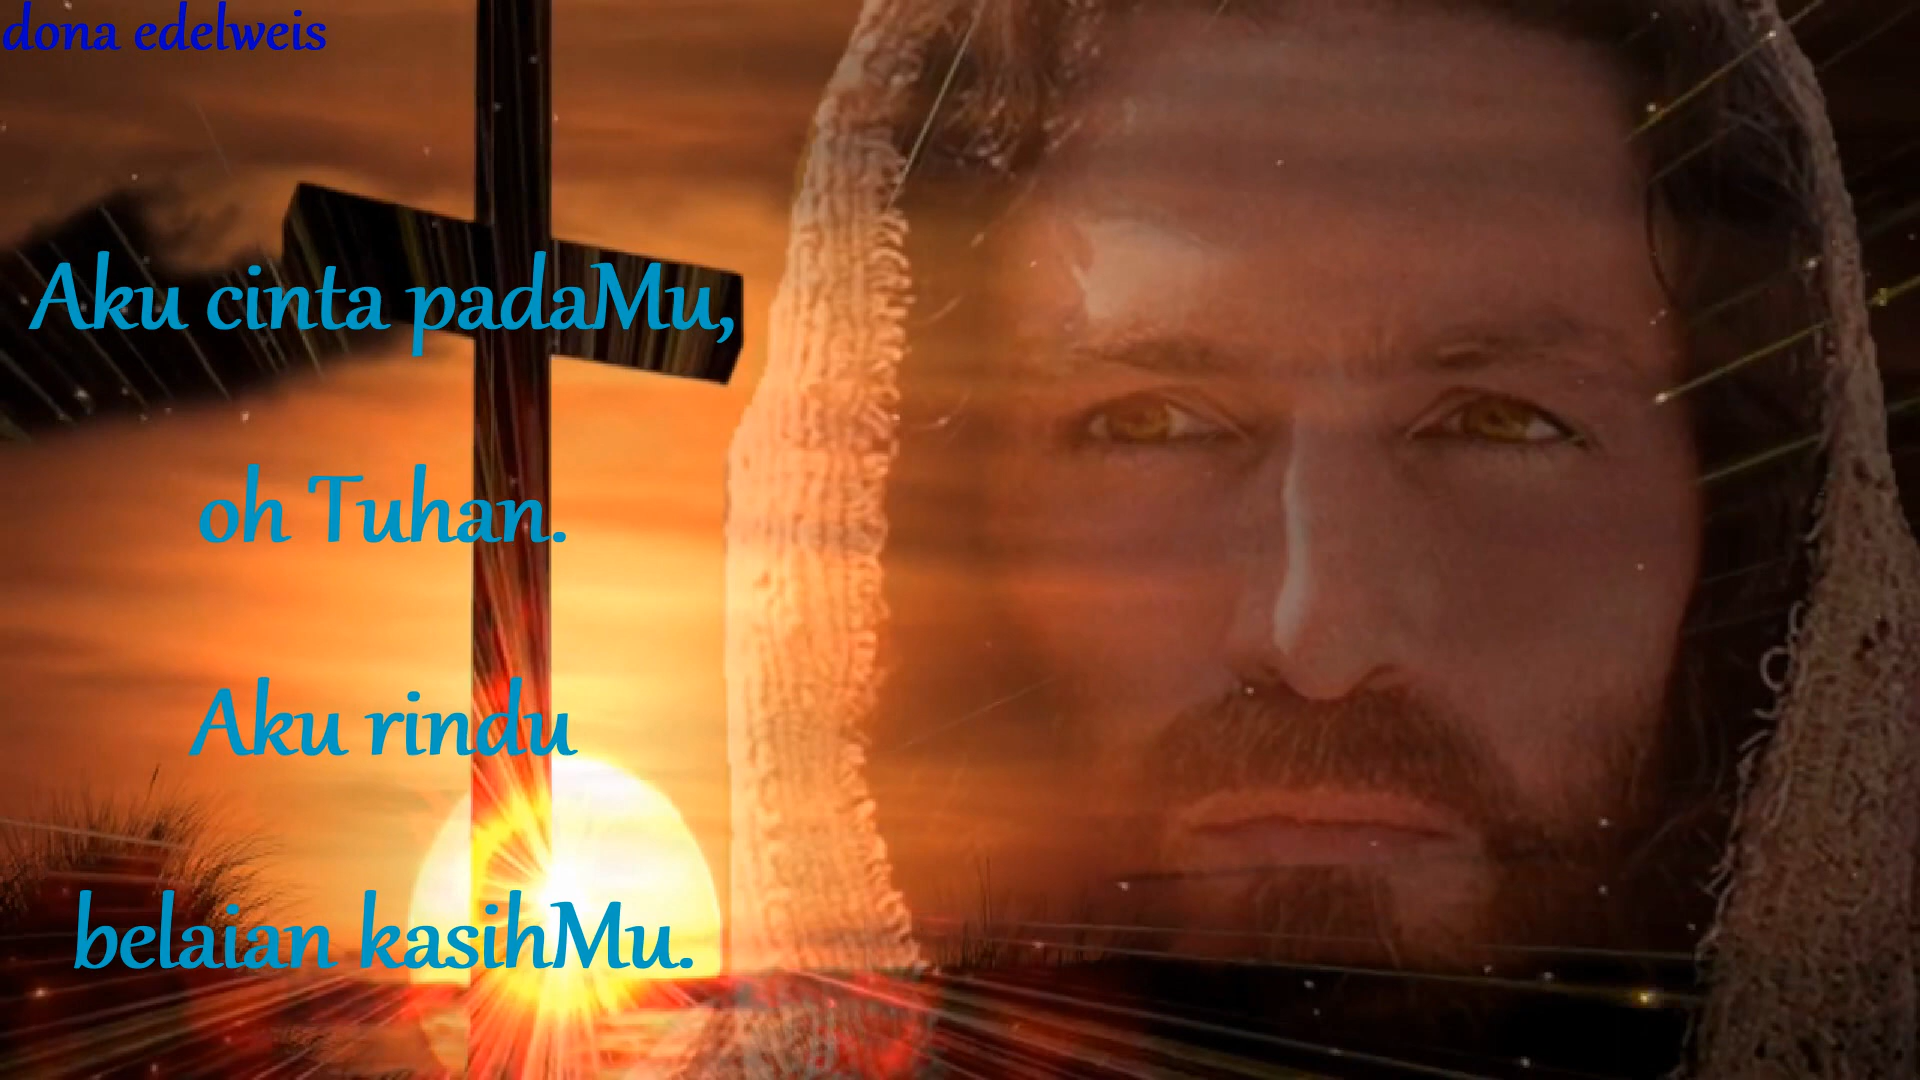 dona edelweis
Aku cinta padaMu,
oh Tuhan.
Aku rindu
belaian kasihMu.